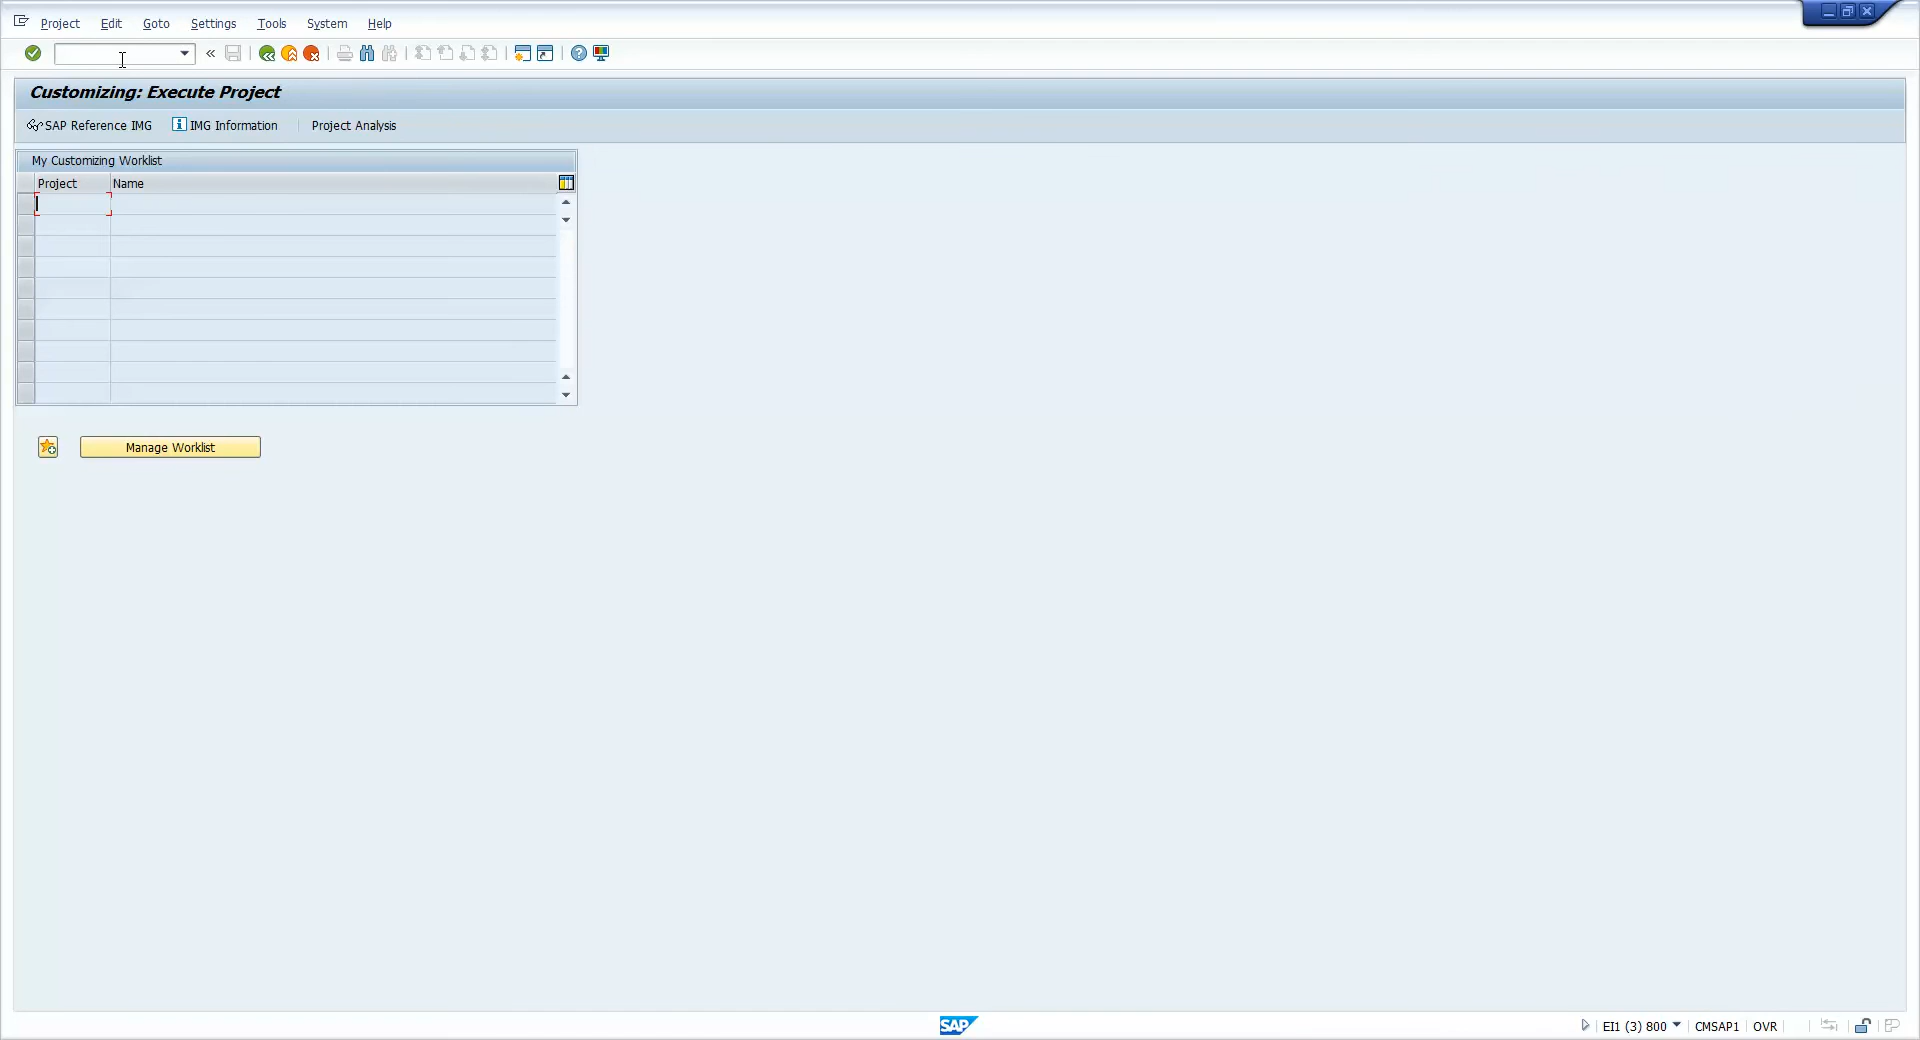 Project Edit Goto Settings Tools System Help
Customizing: Execute Project
SAP Reference IMG IMG Information Project Analysis
My Customizing Worklist
Project Name
Manage Worklist
SAP EI1 (3) 800 CMSAP1 OVR